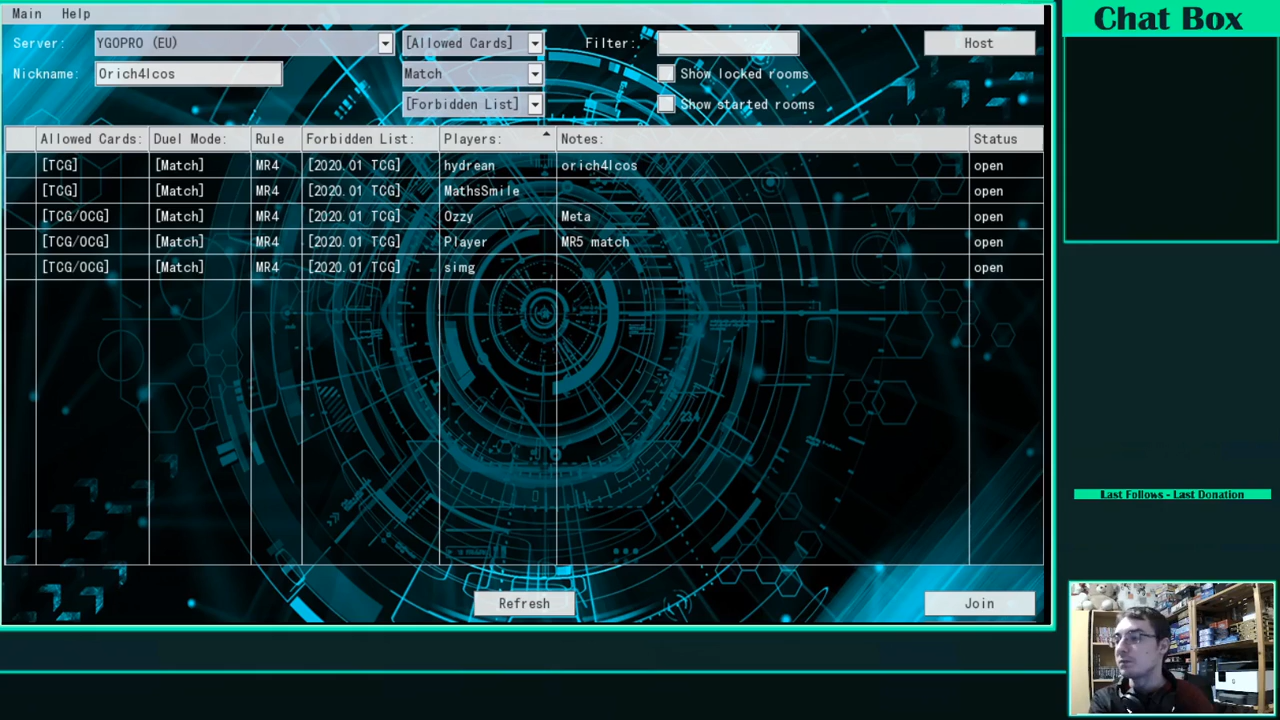 Main Help
Chat Box
Server: YGOPRO (EU) [Allowed Cards] Filter: Host
Nickname: Orich4lcos Match Show locked rooms
[Forbidden List] Show started rooms
Allowed Cards: Duel Mode: Rule Forbidden List: Players: Notes: Status
[TCG] [Match] MR4 [2020.01 TCG] hydrean orich4lcos open
[TCG] [Match] MR4 [2020.01 TCG] MathsSmile open
[TCG/OCG] [Match] MR4 [2020.01 TCG] Ozzy Meta open
[TCG/OCG] [Match] MR4 [2020.01 TCG] Player MR5 match open
[TCG/OCG] [Match] MR4 [2020.01 TCG] simg open
Last Follows - Last Donation
Refresh Join